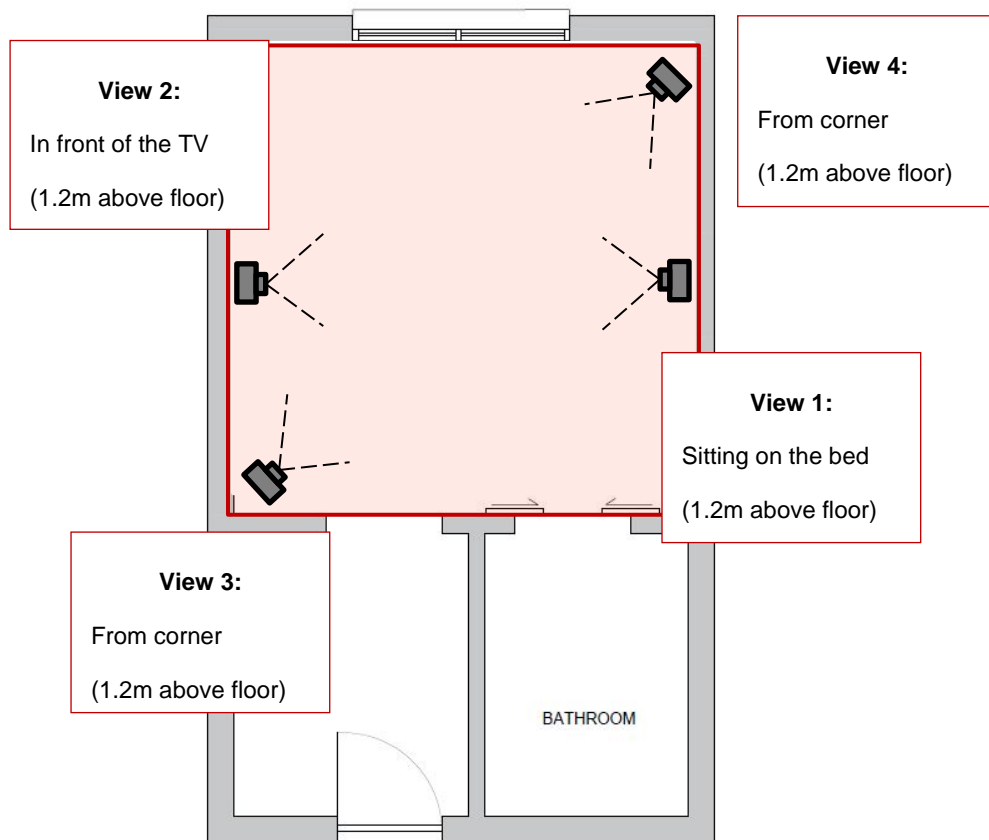 View 2:
In front of the TV
(1.2m above floor)
View 4:
From corner
(1.2m above floor)
View 1:
Sitting on the bed
(1.2m above floor)
View 3:
From corner
(1.2m above floor)
BATHROOM